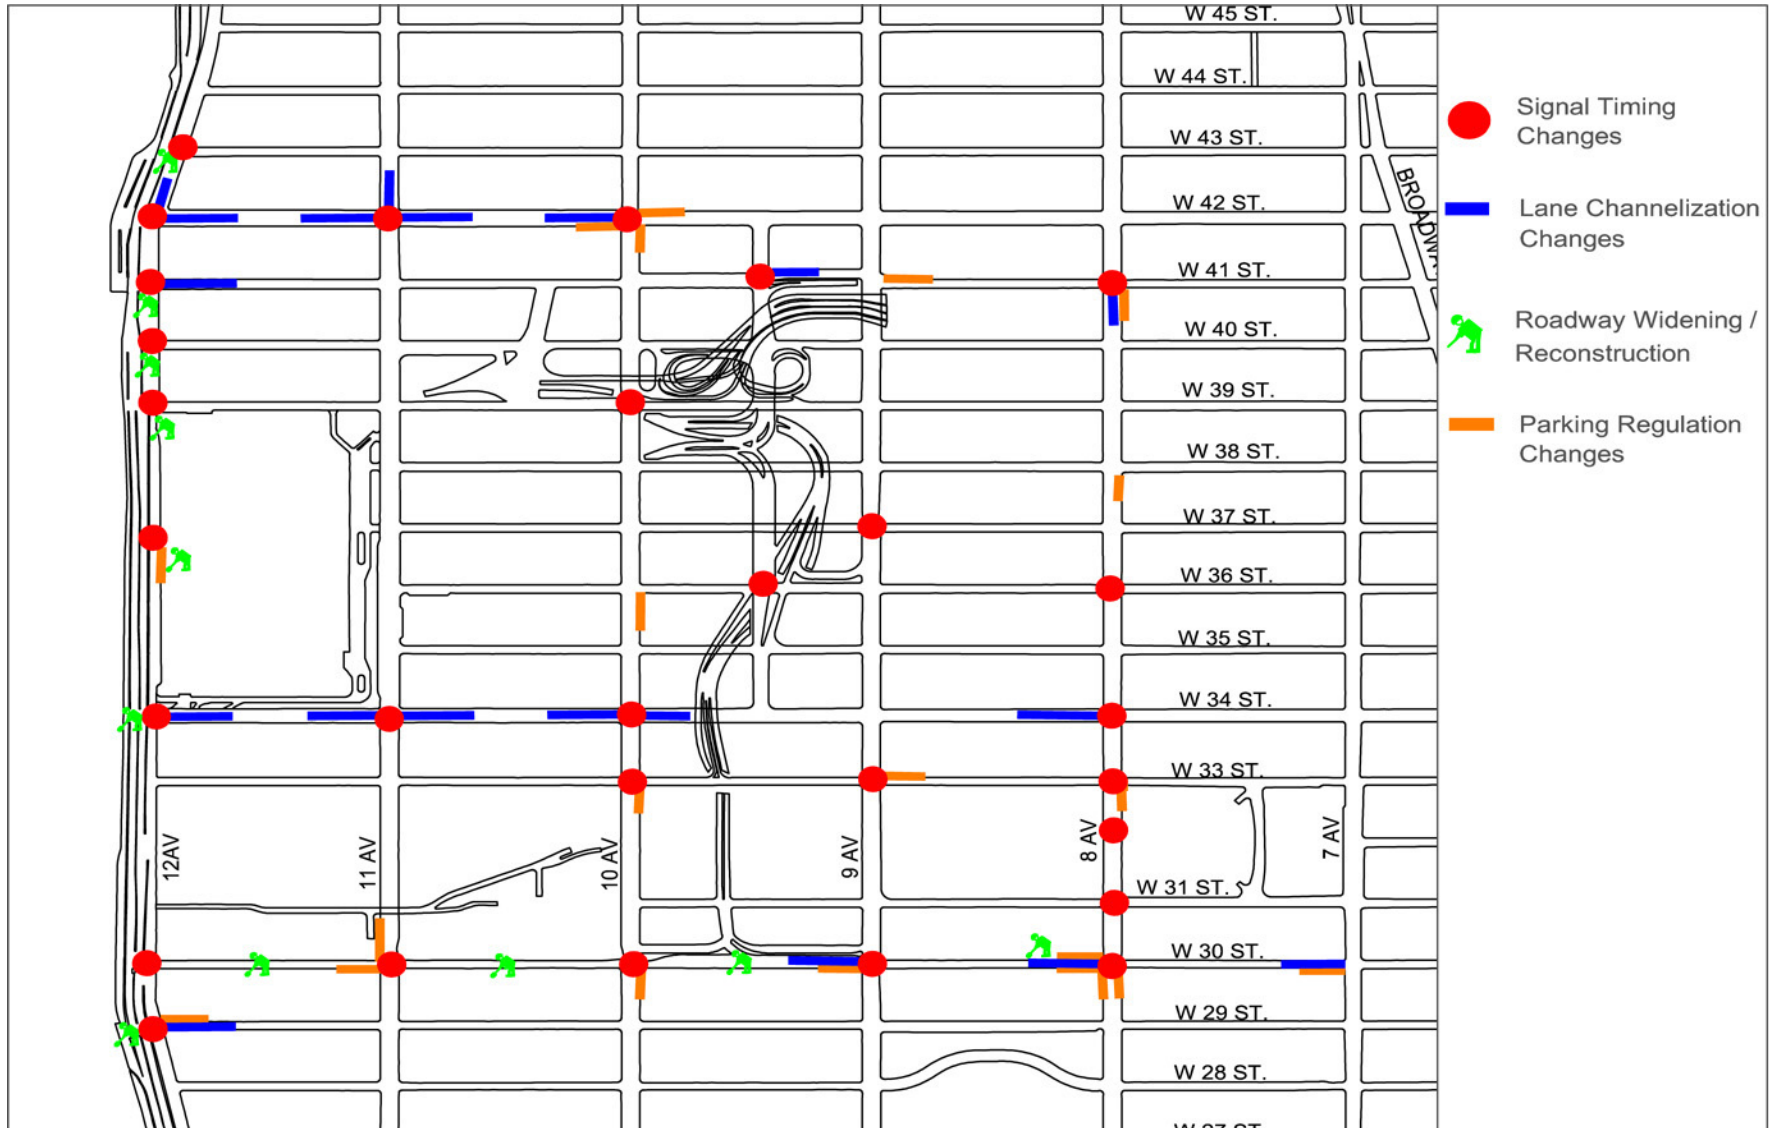 W 45 ST.
W 44 ST.
W 43 ST.
W 42 ST.
W 41 ST.
W 40 ST.
W 39 ST.
W 38 ST.
W 37 ST.
W 36 ST.
W 35 ST.
W 34 ST.
W 33 ST.
W 31 ST.
W 30 ST.
W 29 ST.
W 28 ST.
W 27 ST.
12AV
11 AV
10 AV
9 AV
8 AV
7 AV
Signal Timing
Changes
Lane Channelization
Changes
Roadway Widening /
Reconstruction
Parking Regulation
Changes